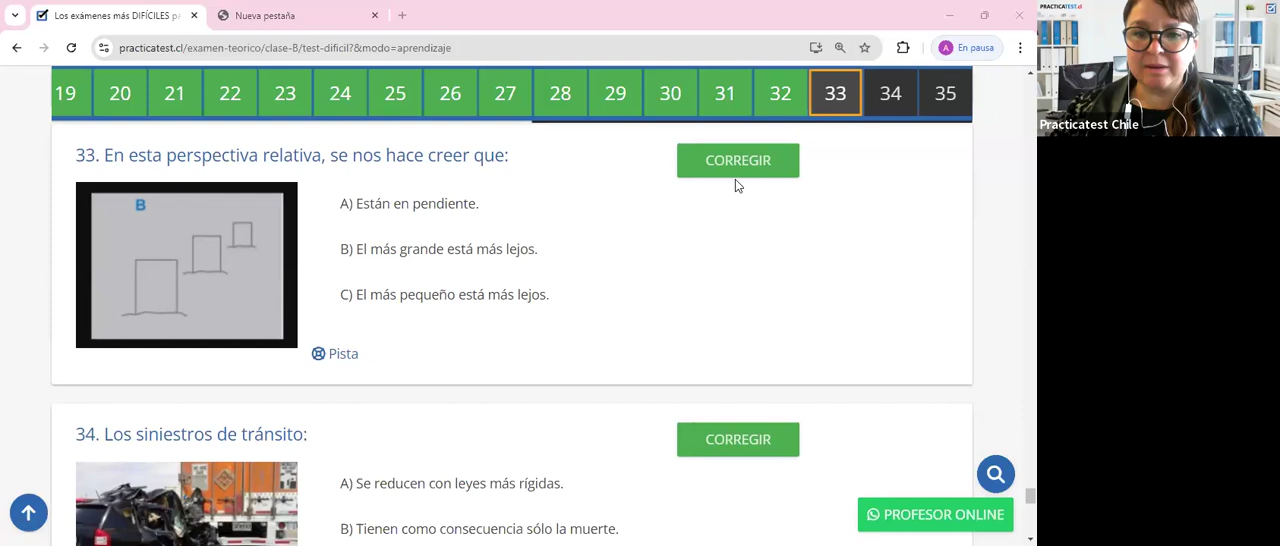 Los exámenes más DIFÍCILES pa
Nueva pestaña
practicatest.cl/examen-teorico/clase-B/test-dificil?&modo=aprendizaje
A En pausa
19 20 21 22 23 24 25 26 27 28 29 30 31 32 33 34 35
33. En esta perspectiva relativa, se nos hace creer que:
CORREGIR
B
A) Están en pendiente.
B) El más grande está más lejos.
C) El más pequeño está más lejos.
Pista
34. Los siniestros de tránsito:
CORREGIR
A) Se reducen con leyes más rígidas.
B) Tienen como consecuencia sólo la muerte.
PROFESOR ONLINE
PRACTICATEST.cl
Practicatest Chile